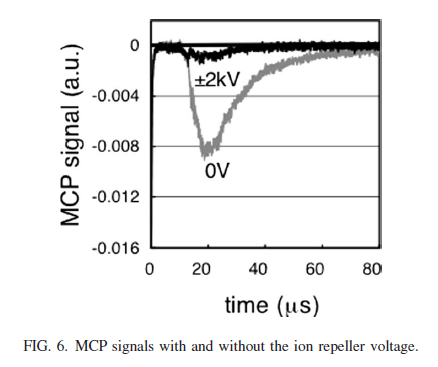 0
-0.004
-0.008
-0.012
-0.016
MCP signal (a.u.)
±2kV
0V
0 20 40 60 80
time (μs)
FIG. 6. MCP signals with and without the ion repeller voltage.